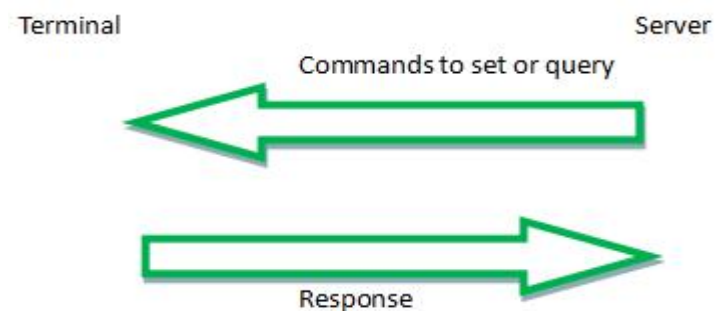 Terminal
Server
Commands to set or query
Response